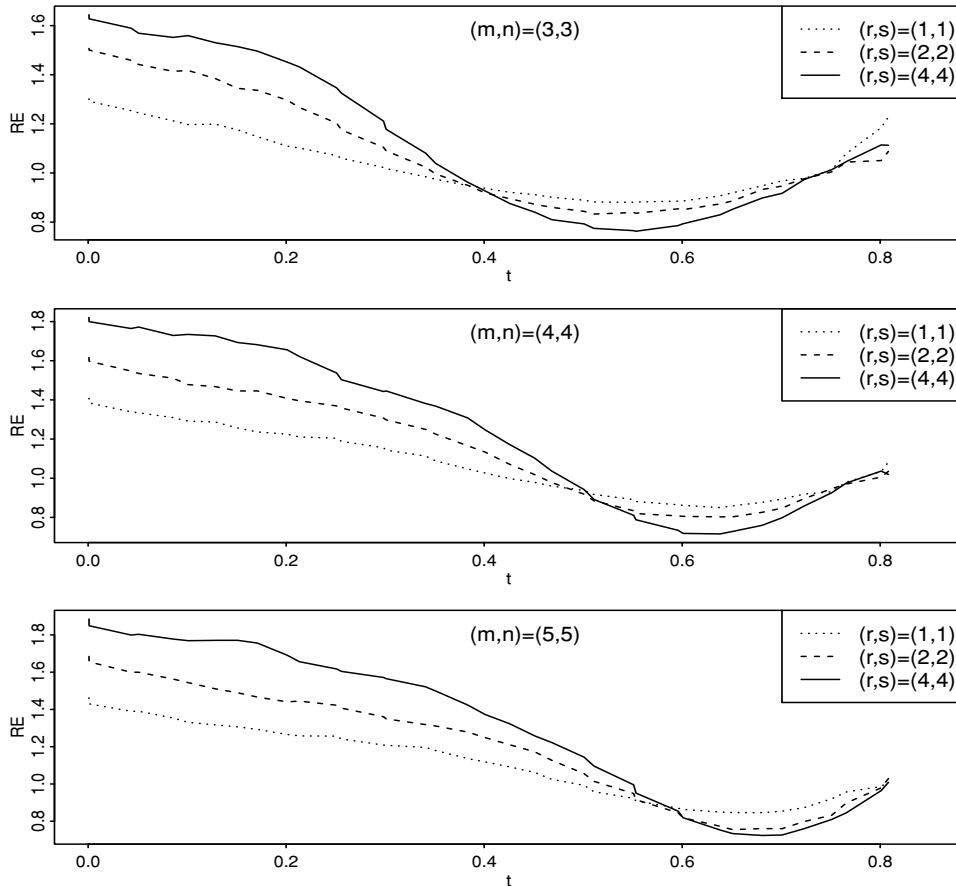 (m,n)=(3,3)
(r,s)=(1,1)
(r,s)=(2,2)
(r,s)=(4,4)
RE
0.8 1.0 1.2 1.4 1.6
0.0 0.2 0.4 0.6 0.8
t
(m,n)=(4,4)
(r,s)=(1,1)
(r,s)=(2,2)
(r,s)=(4,4)
RE
0.8 1.0 1.2 1.4 1.6 1.8
0.0 0.2 0.4 0.6 0.8
t
(m,n)=(5,5)
(r,s)=(1,1)
(r,s)=(2,2)
(r,s)=(4,4)
RE
0.8 1.0 1.2 1.4 1.6 1.8
0.0 0.2 0.4 0.6 0.8
t